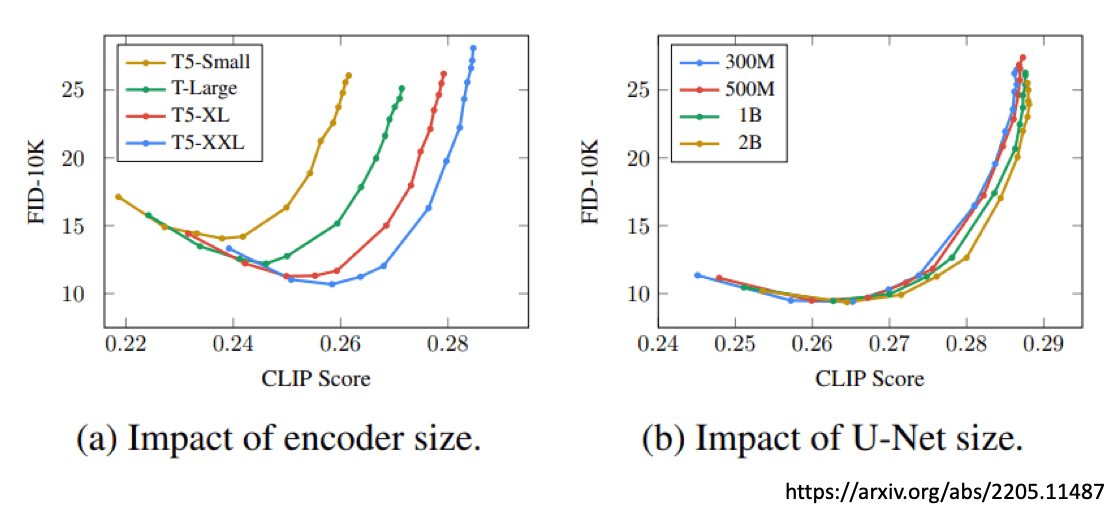 T5-Small
T-Large
T5-XL
T5-XXL
25
20
15
10
FID-10K
0.22 0.24 0.26 0.28
CLIP Score
(a) Impact of encoder size.
300M
500M
1B
2B
25
20
15
10
FID-10K
0.24 0.25 0.26 0.27 0.28 0.29
CLIP Score
(b) Impact of U-Net size.
https://arxiv.org/abs/2205.11487